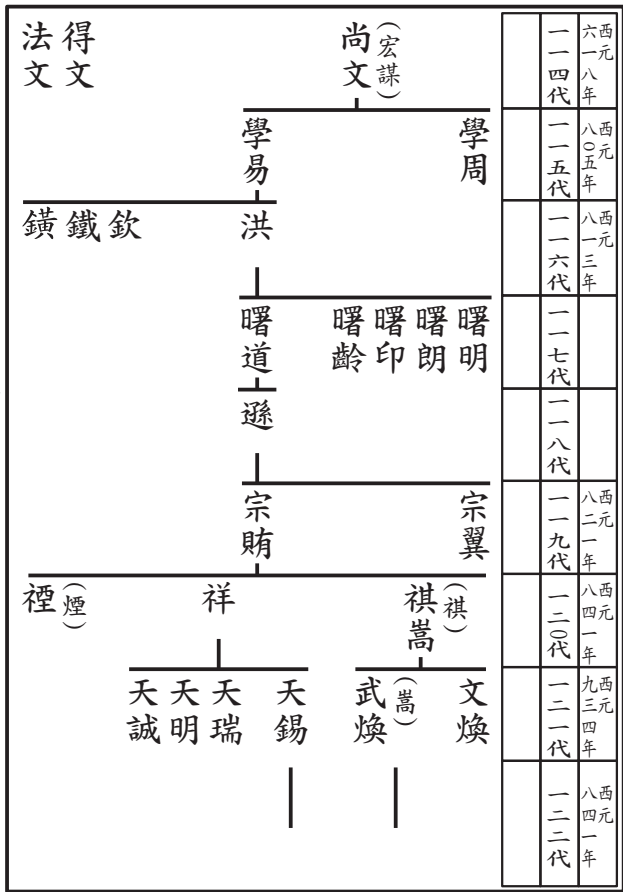 西元六一八年
一一四代
尚文(宏謀)
得文
法文
西元八0五年
一一五代
學周
學易
西元八一三年
一一六代
洪
欽
鐵
鐄
一一七代
曙明
曙朗
曙印
曙齡
曙道
一一八代
遜
西元八二一年
一一九代
宗翼
宗賄
西元八四一年
一二0代
祺嵩(祺)
祥
禋(煙)
西元九三四年
一二一代
文煥
武煥(嵩)
天錫
天瑞
天明
天誠
西元八四一年
一二二代